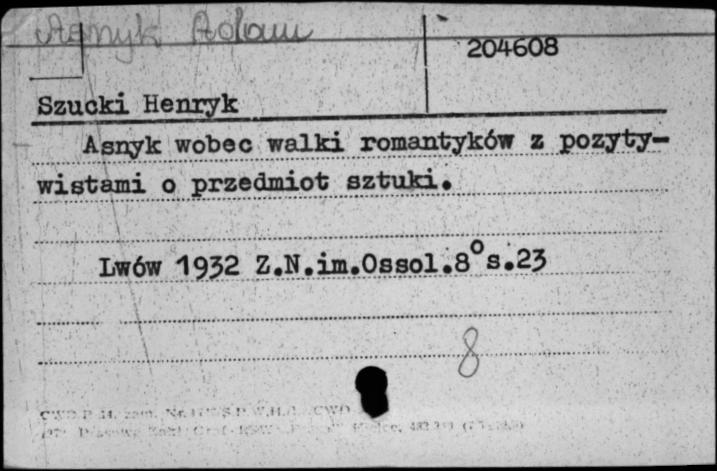 Asnyk Adam
204608
Szucki Henryk
Asnyk wobec walki romantyków z pozyty-
wistami o przedmiot sztuki.
Lwów 1932 Z.N.im.Ossol.8° s.23
8